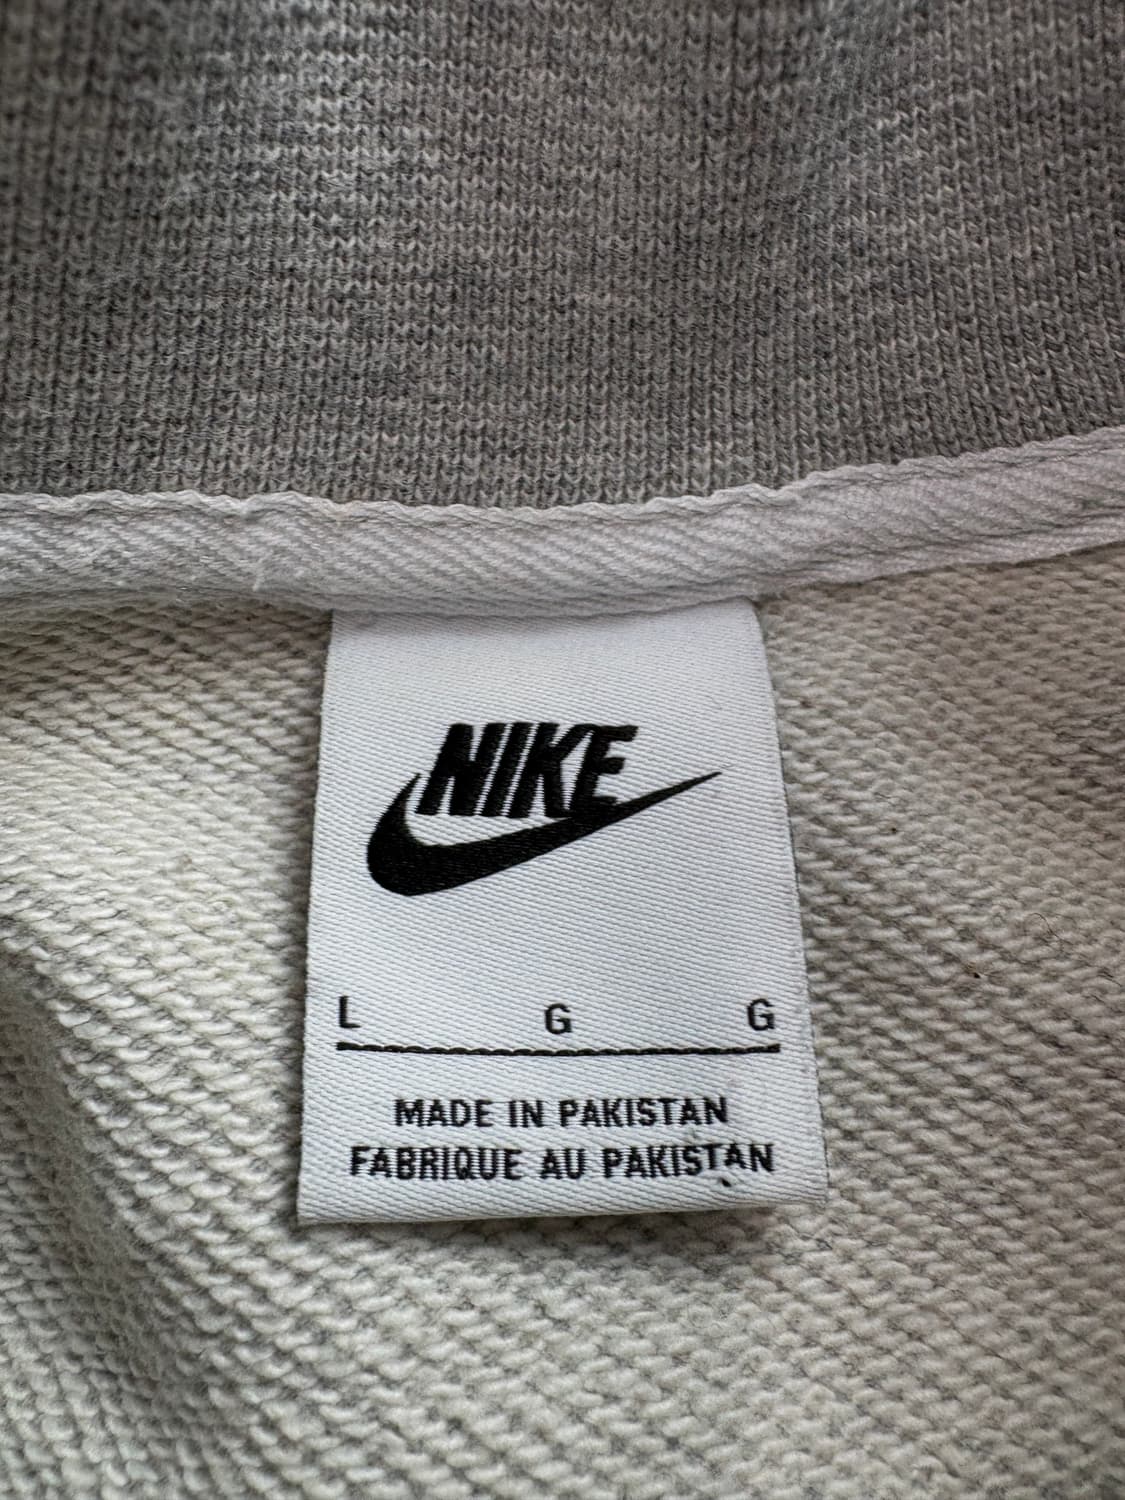 NIKE
L G G
MADE IN PAKISTAN
FABRIQUE AU PAKISTAN